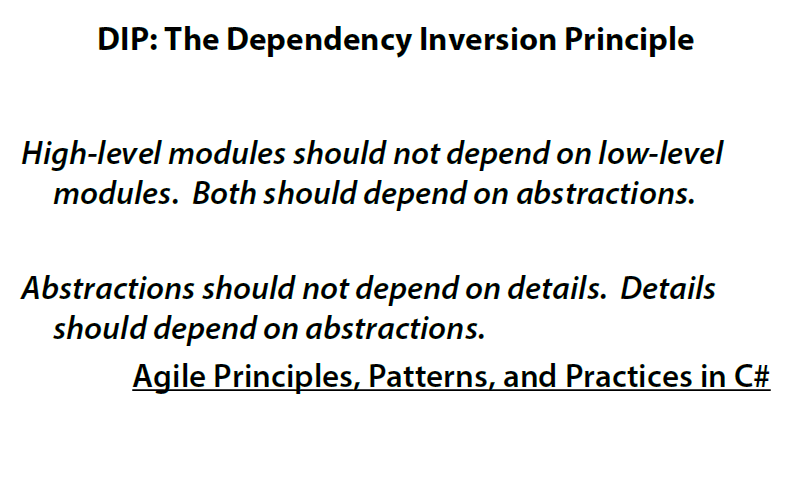 DIP: The Dependency Inversion Principle
High-level modules should not depend on low-level
modules.  Both should depend on abstractions.
Abstractions should not depend on details.  Details
should depend on abstractions.
Agile Principles, Patterns, and Practices in C#